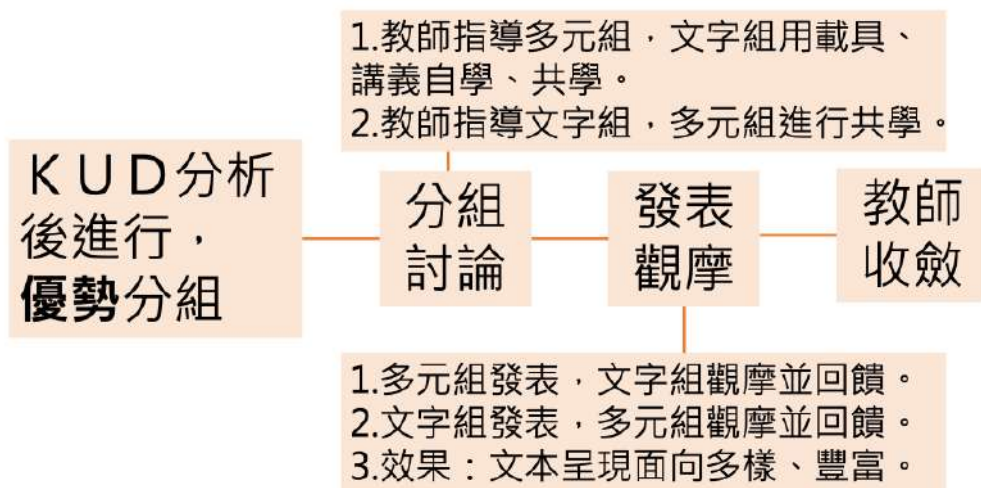 1.教師指導多元組，文字組用載具、
講義自學、共學。
2.教師指導文字組，多元組進行共學。
ＫＵＤ分析
後進行，
優勢分組
分組
討論
發表
觀摩
教師
收斂
1.多元組發表，文字組觀摩並回饋。
2.文字組發表，多元組觀摩並回饋。
3.效果：文本呈現面向多樣、豐富。